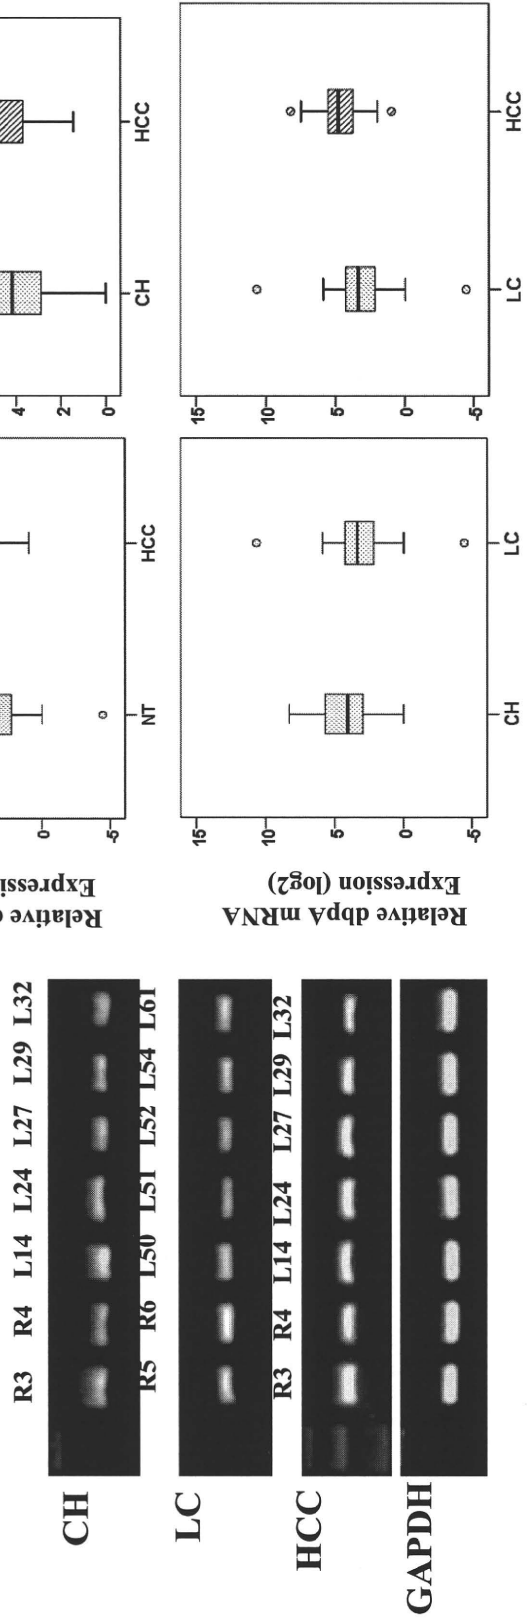 R3 R4 L14 L24 L27 L29 L32
CH
R5 R6 L50 L51 L52 L54 L61
LC
R3 R4 L14 L24 L27 L29 L32
HCC
GAPDH
Relative
Expressi
0
-5
NT HCC
4
2
0
CH HCC
Relative dbpA mRNA
Expression (log2)
15
10
5
0
-5
CH LC
15
10
5
0
-5
LC HCC